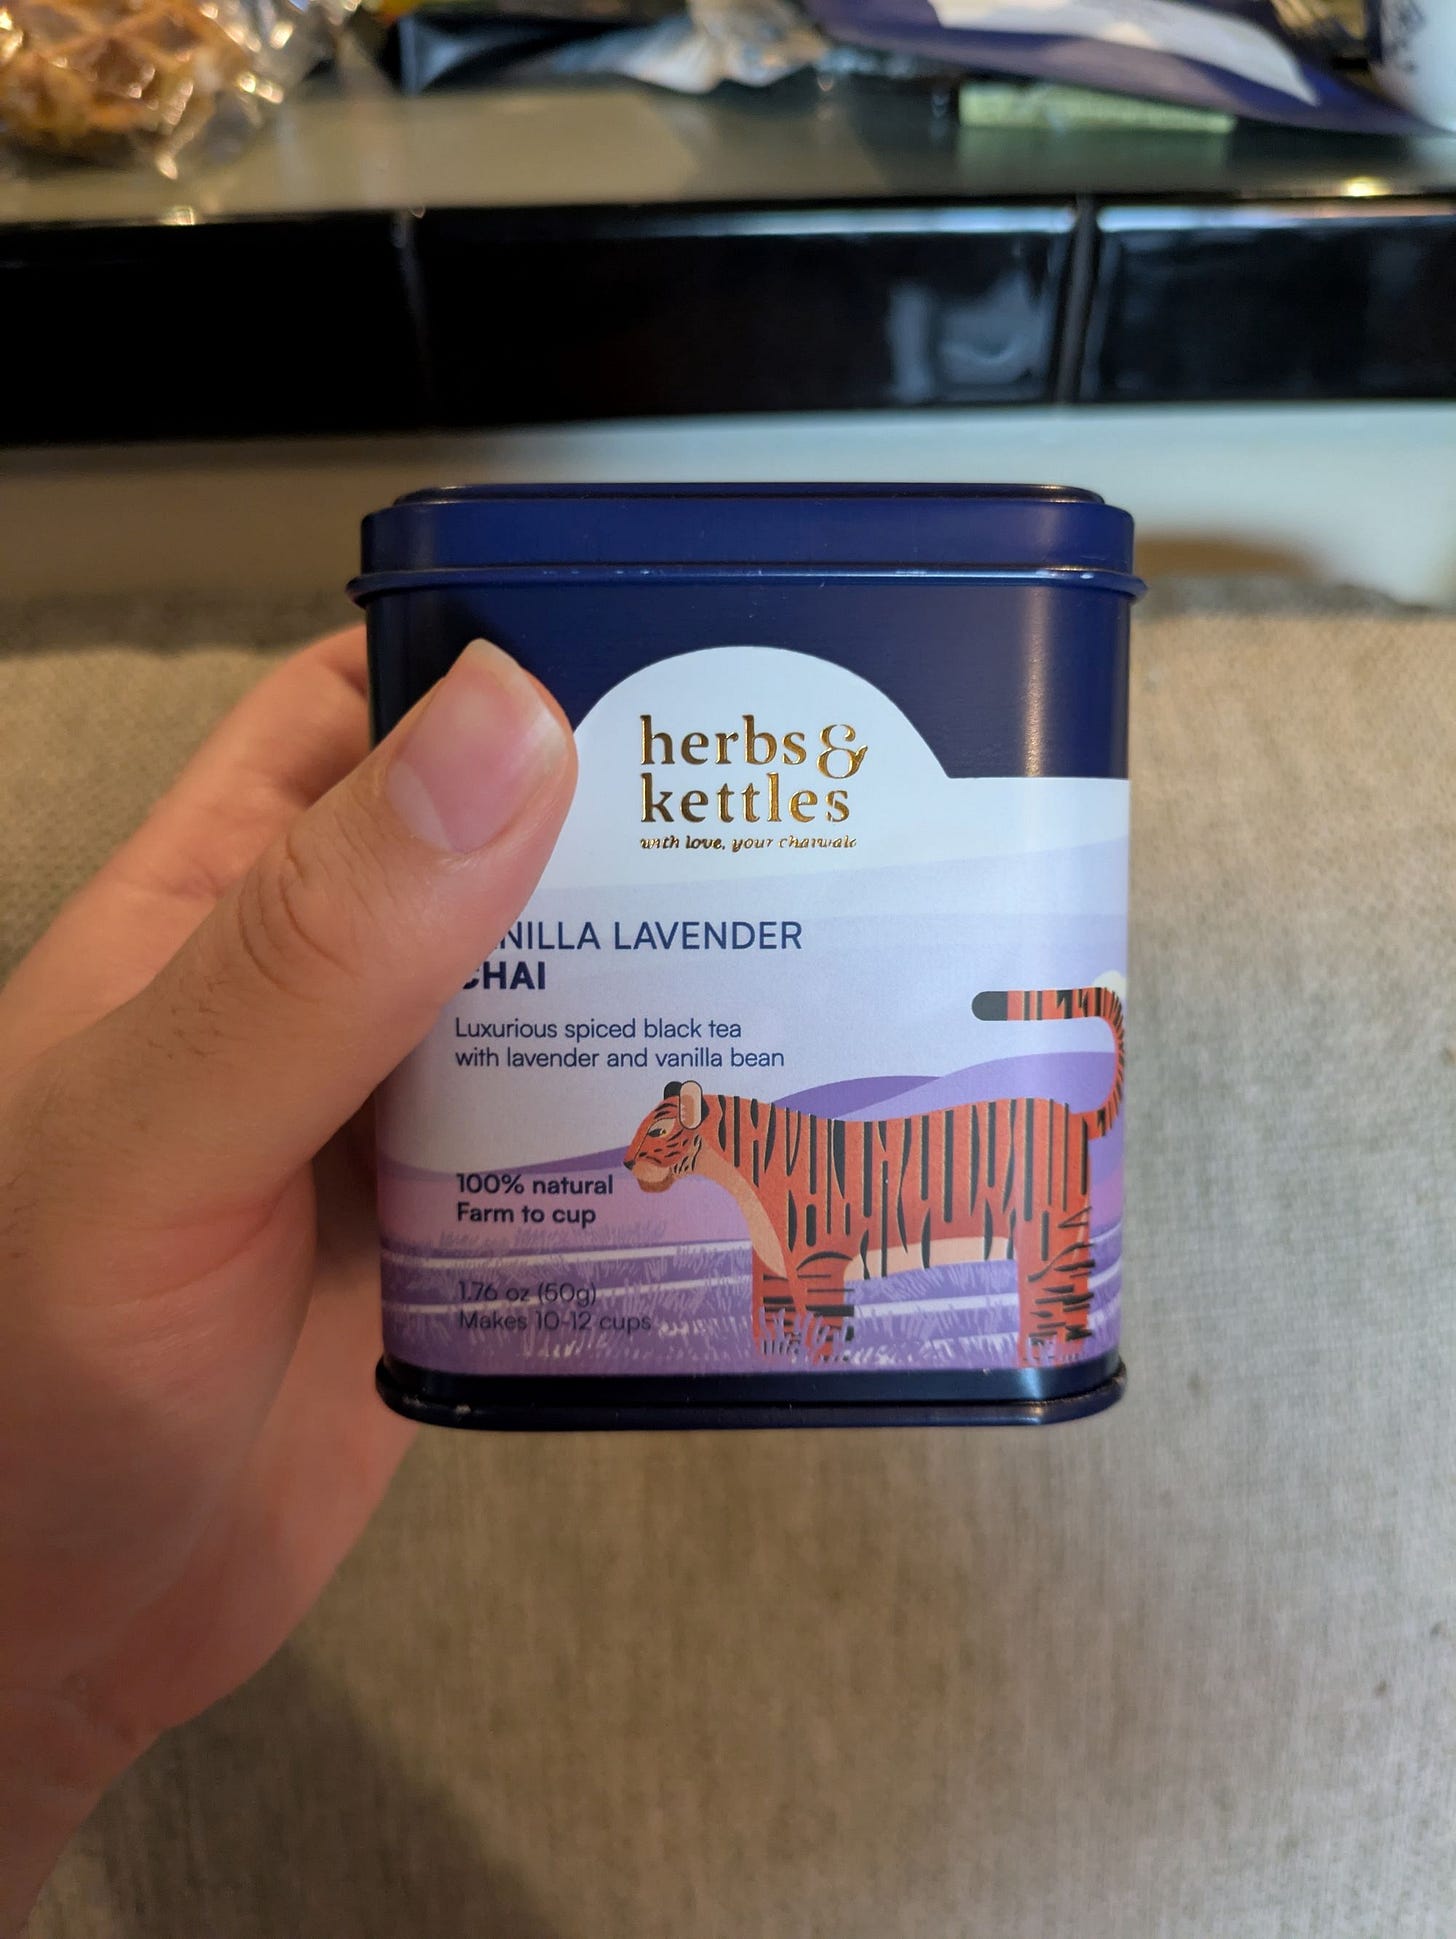 herbs &
kettles
with love, your chaiwala
NILLA LAVENDER
CHAI
Luxurious spiced black tea
with lavender and vanilla bean
100% natural
Farm to cup
1.76 oz (50g)
Makes 10-12 cups